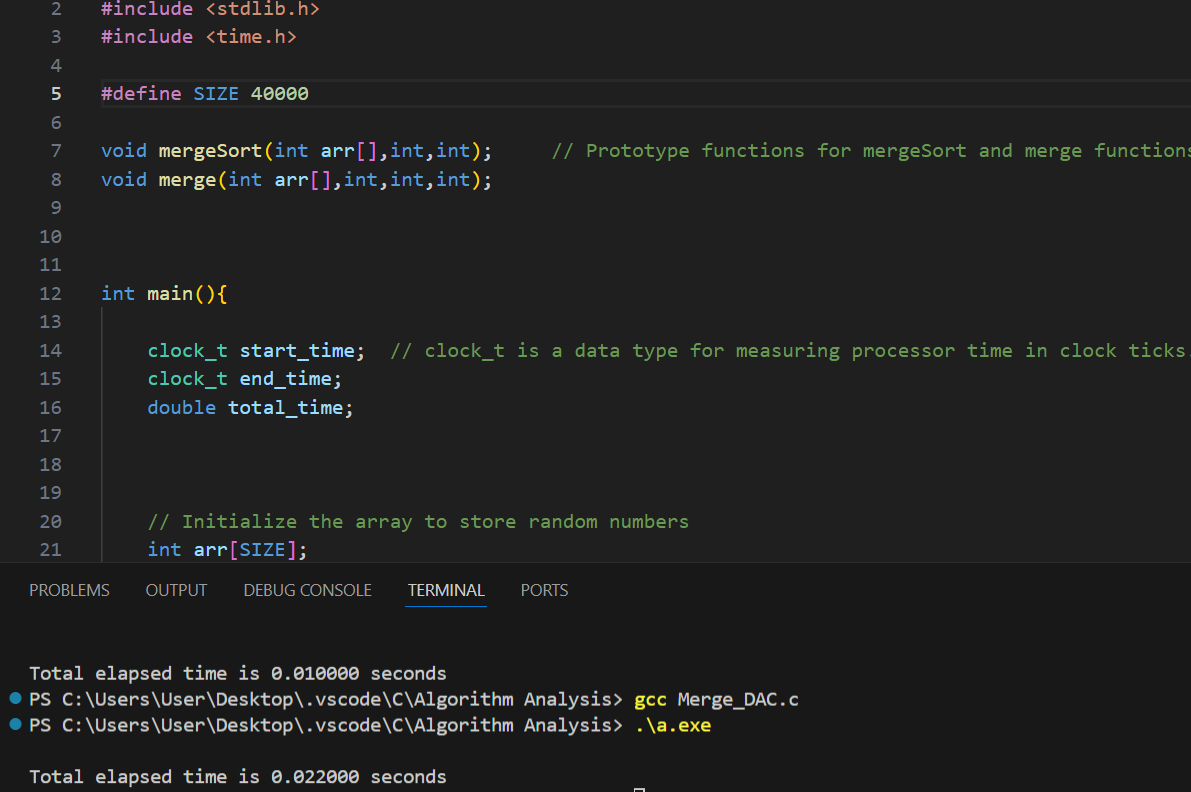 2 #include <stdlib.h>
3 #include <time.h>
4
5 #define SIZE 40000
6
7 void mergeSort(int arr[],int,int); // Prototype functions for mergeSort and merge functions
8 void merge(int arr[],int,int,int);
9
10
11
12 int main(){
13
14 clock_t start_time; // clock_t is a data type for measuring processor time in clock ticks.
15 clock_t end_time;
16 double total_time;
17
18
19
20 // Initialize the array to store random numbers
21 int arr[SIZE];
PROBLEMS OUTPUT DEBUG CONSOLE TERMINAL PORTS
Total elapsed time is 0.010000 seconds
PS C:\Users\User\Desktop\.vscode\C\Algorithm Analysis> gcc Merge_DAC.c
PS C:\Users\User\Desktop\.vscode\C\Algorithm Analysis> .\a.exe
Total elapsed time is 0.022000 seconds